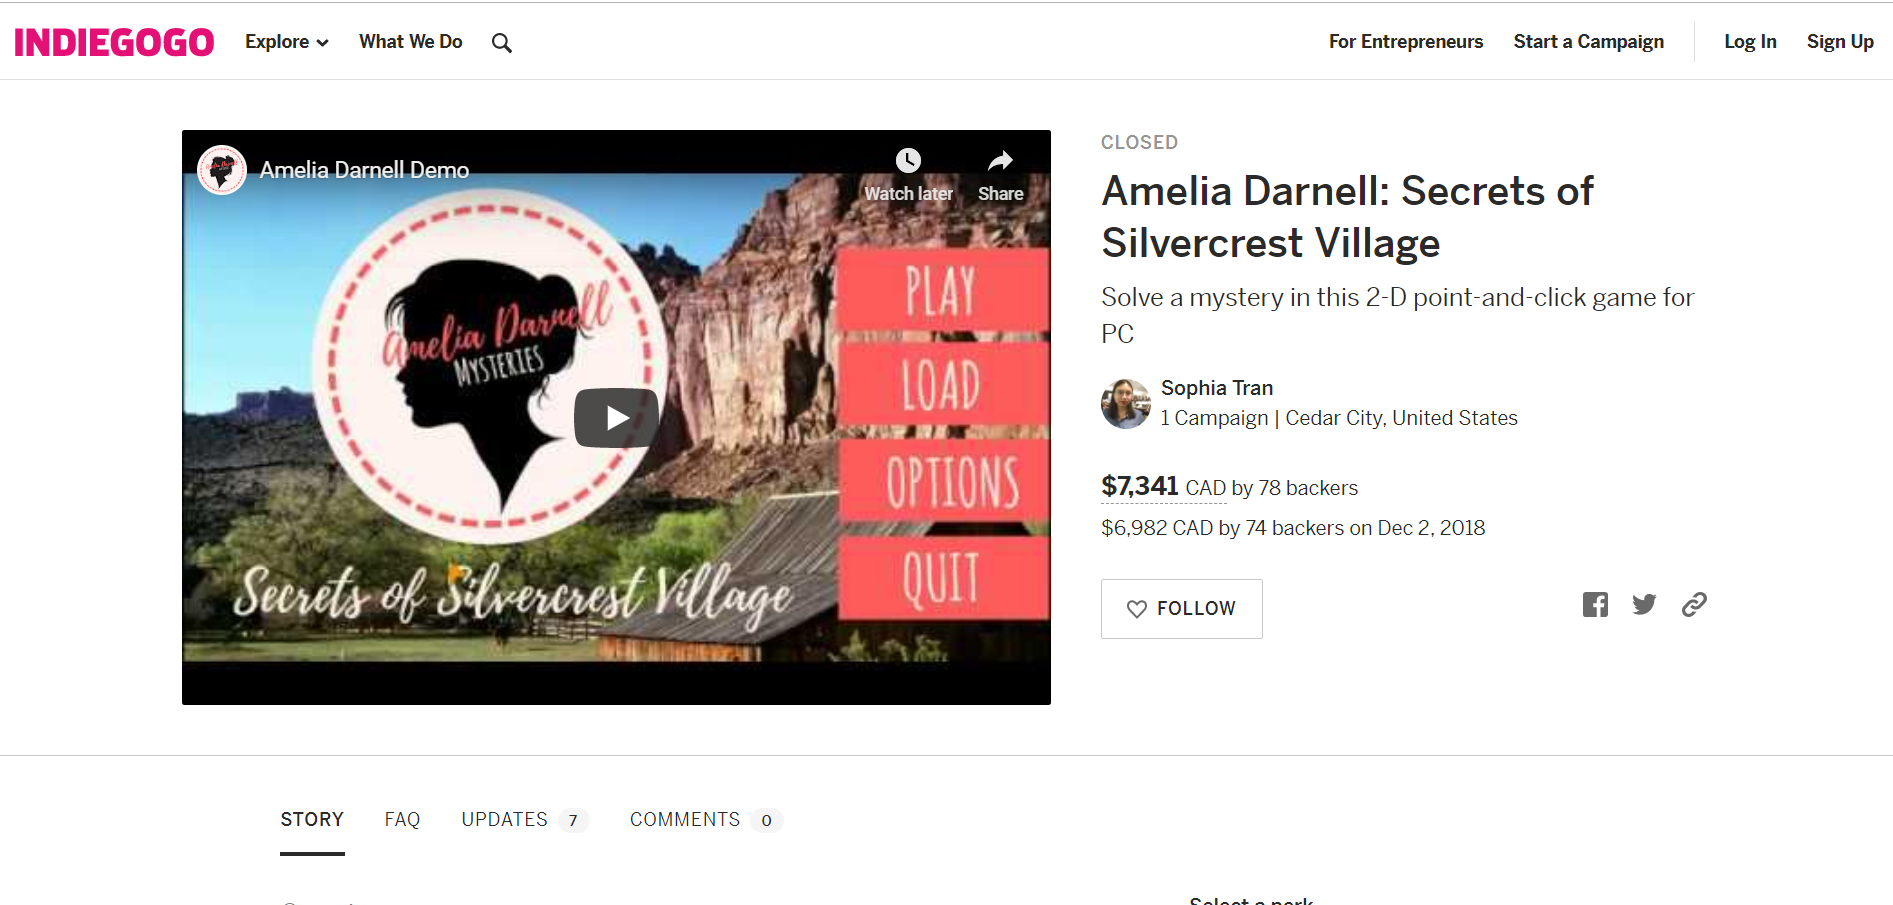 INDIEGOGO
Explore
What We Do
For Entrepreneurs
Start a Campaign
Log In
Sign Up
Amelia Darnell Demo
Watch later
Share
Amelia Darnell
MYSTERIES
PLAY
LOAD
OPTIONS
QUIT
Secrets of Silvercrest Village
CLOSED
Amelia Darnell: Secrets of
Silvercrest Village
Solve a mystery in this 2-D point-and-click game for
PC
Sophia Tran
1 Campaign | Cedar City, United States
$7,341 CAD by 78 backers
$6,982 CAD by 74 backers on Dec 2, 2018
FOLLOW
STORY
FAQ
UPDATES 7
COMMENTS 0
Select a perk